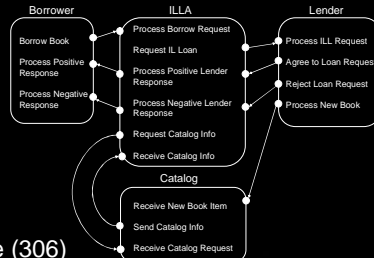 Borrower
Borrow Book
Process Positive
Response
Process Negative
Response
ILLA
Process Borrow Request
Request IL Loan
Process Positive Lender
Response
Process Negative Lender
Response
Request Catalog Info
Receive Catalog Info
Lender
Process ILL Request
Agree to Loan Request
Reject Loan Request
Process New Book
Catalog
Receive New Book Item
Send Catalog Info
Receive Catalog Request
(306)